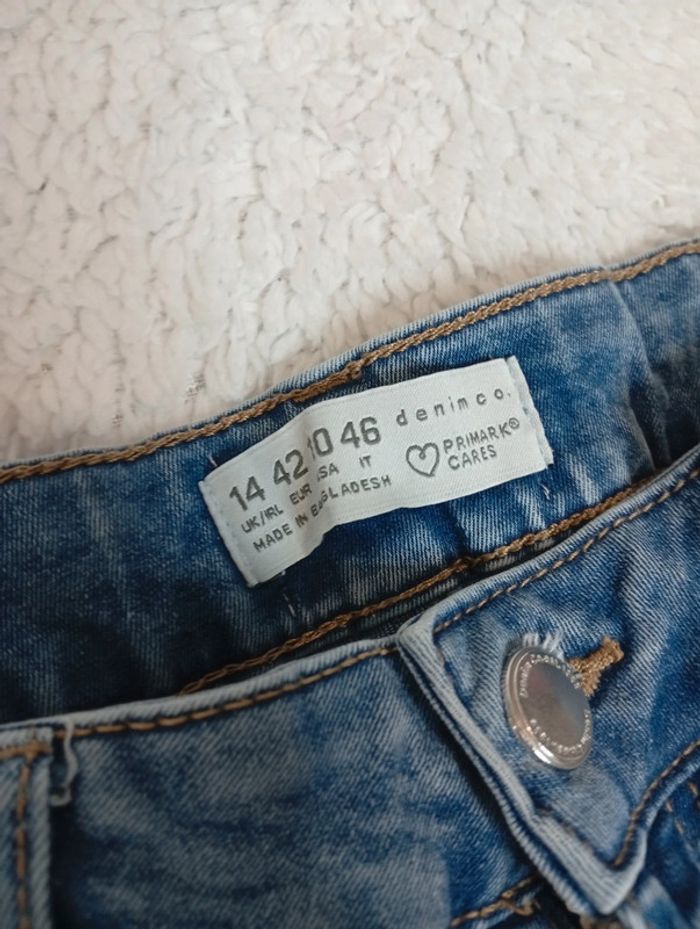 14 42 10 46 denim co.
UK/IRL EUR USA IT
MADE IN BANGLADESH
PRIMARK®
CARES